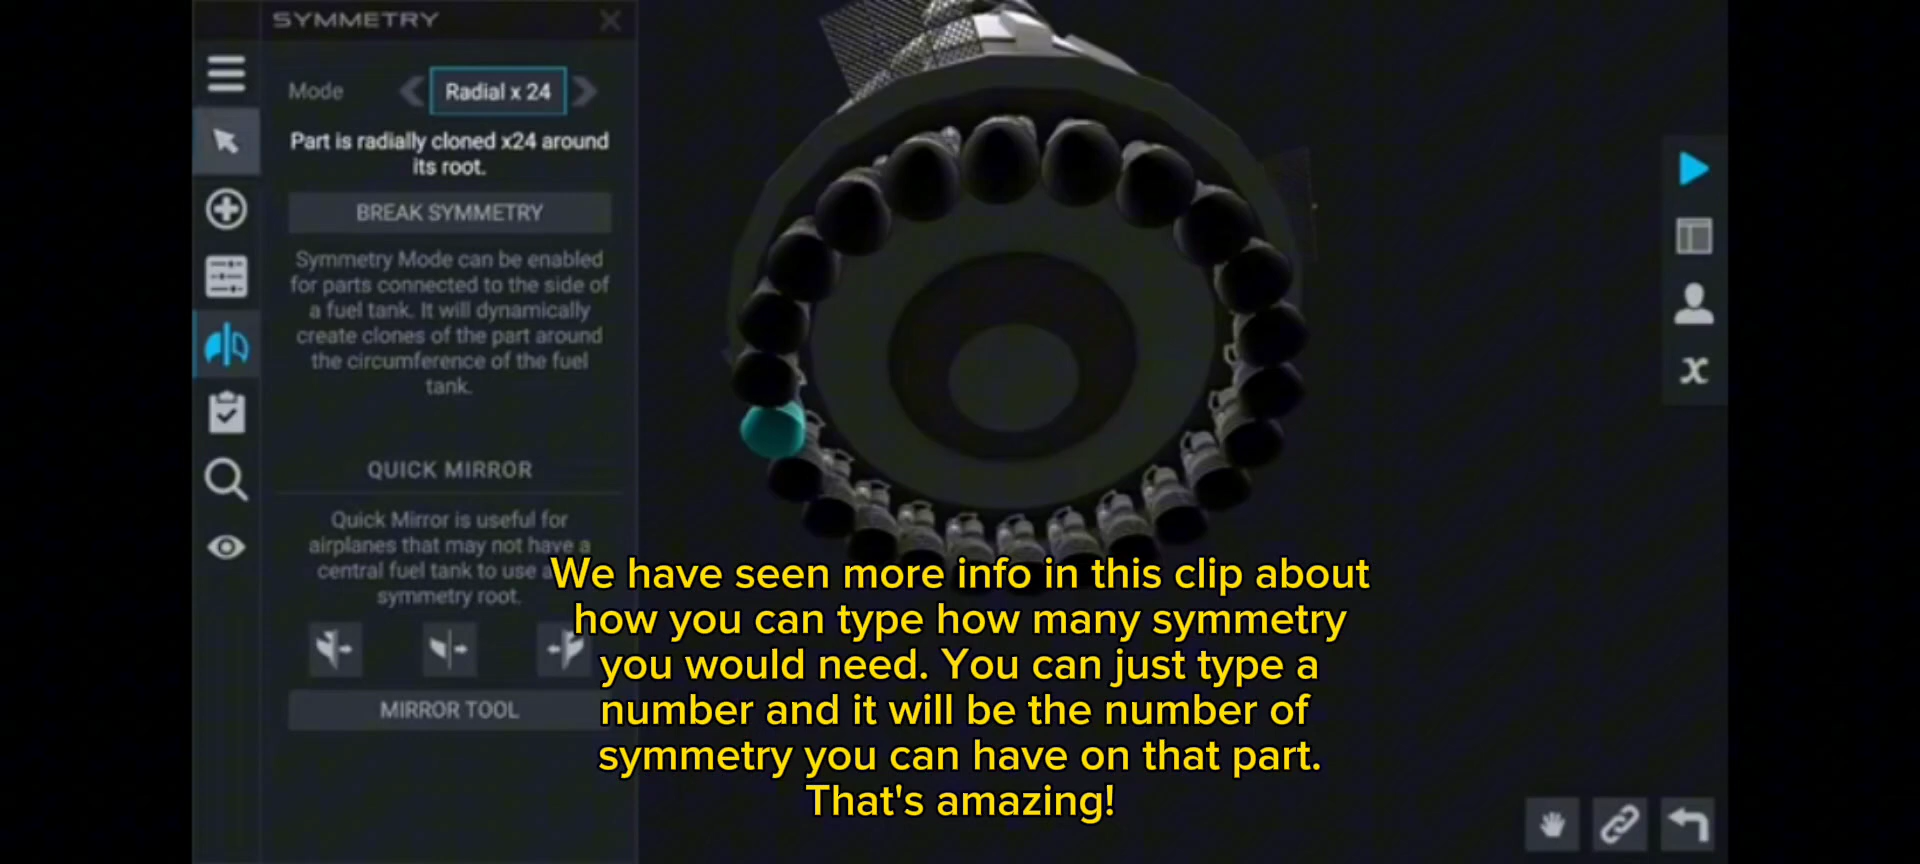 SYMMETRY
Mode
Radial x 24
Part is radially cloned x24 around
its root.
BREAK SYMMETRY
Symmetry Mode can be enabled
for parts connected to the side of
a fuel tank. It will dynamically
create clones of the part around
the circumference of the fuel
tank.
QUICK MIRROR
Quick Mirror is useful for
airplanes that may not have a
central fuel tank to use a
symmetry root.
MIRROR TOOL
We have seen more info in this clip about
how you can type how many symmetry
you would need. You can just type a
number and it will be the number of
symmetry you can have on that part.
That's amazing!